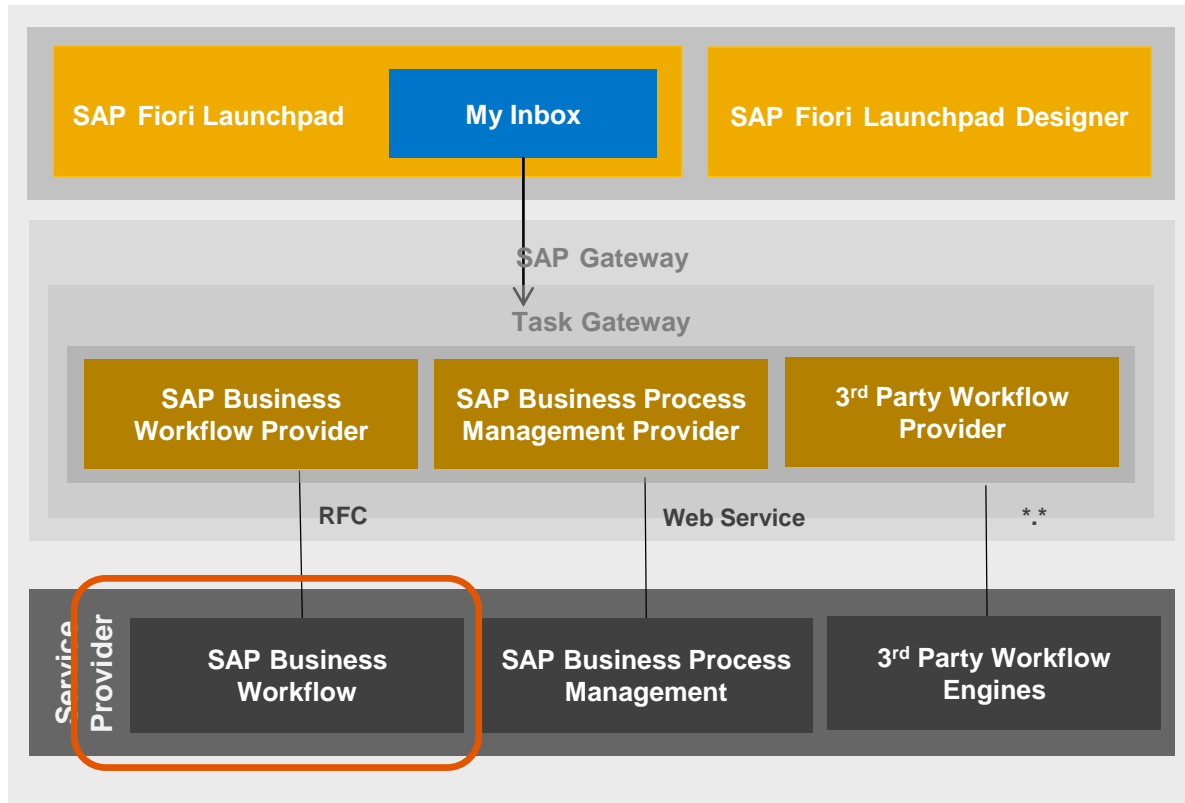 SAP Fiori Launchpad
My Inbox
SAP Fiori Launchpad Designer
SAP Gateway
Task Gateway
SAP Business
Workflow Provider
SAP Business Process
Management Provider
3rd Party Workflow
Provider
RFC
Web Service
*.*
Service
Provider
SAP Business
Workflow
SAP Business Process
Management
3rd Party Workflow
Engines